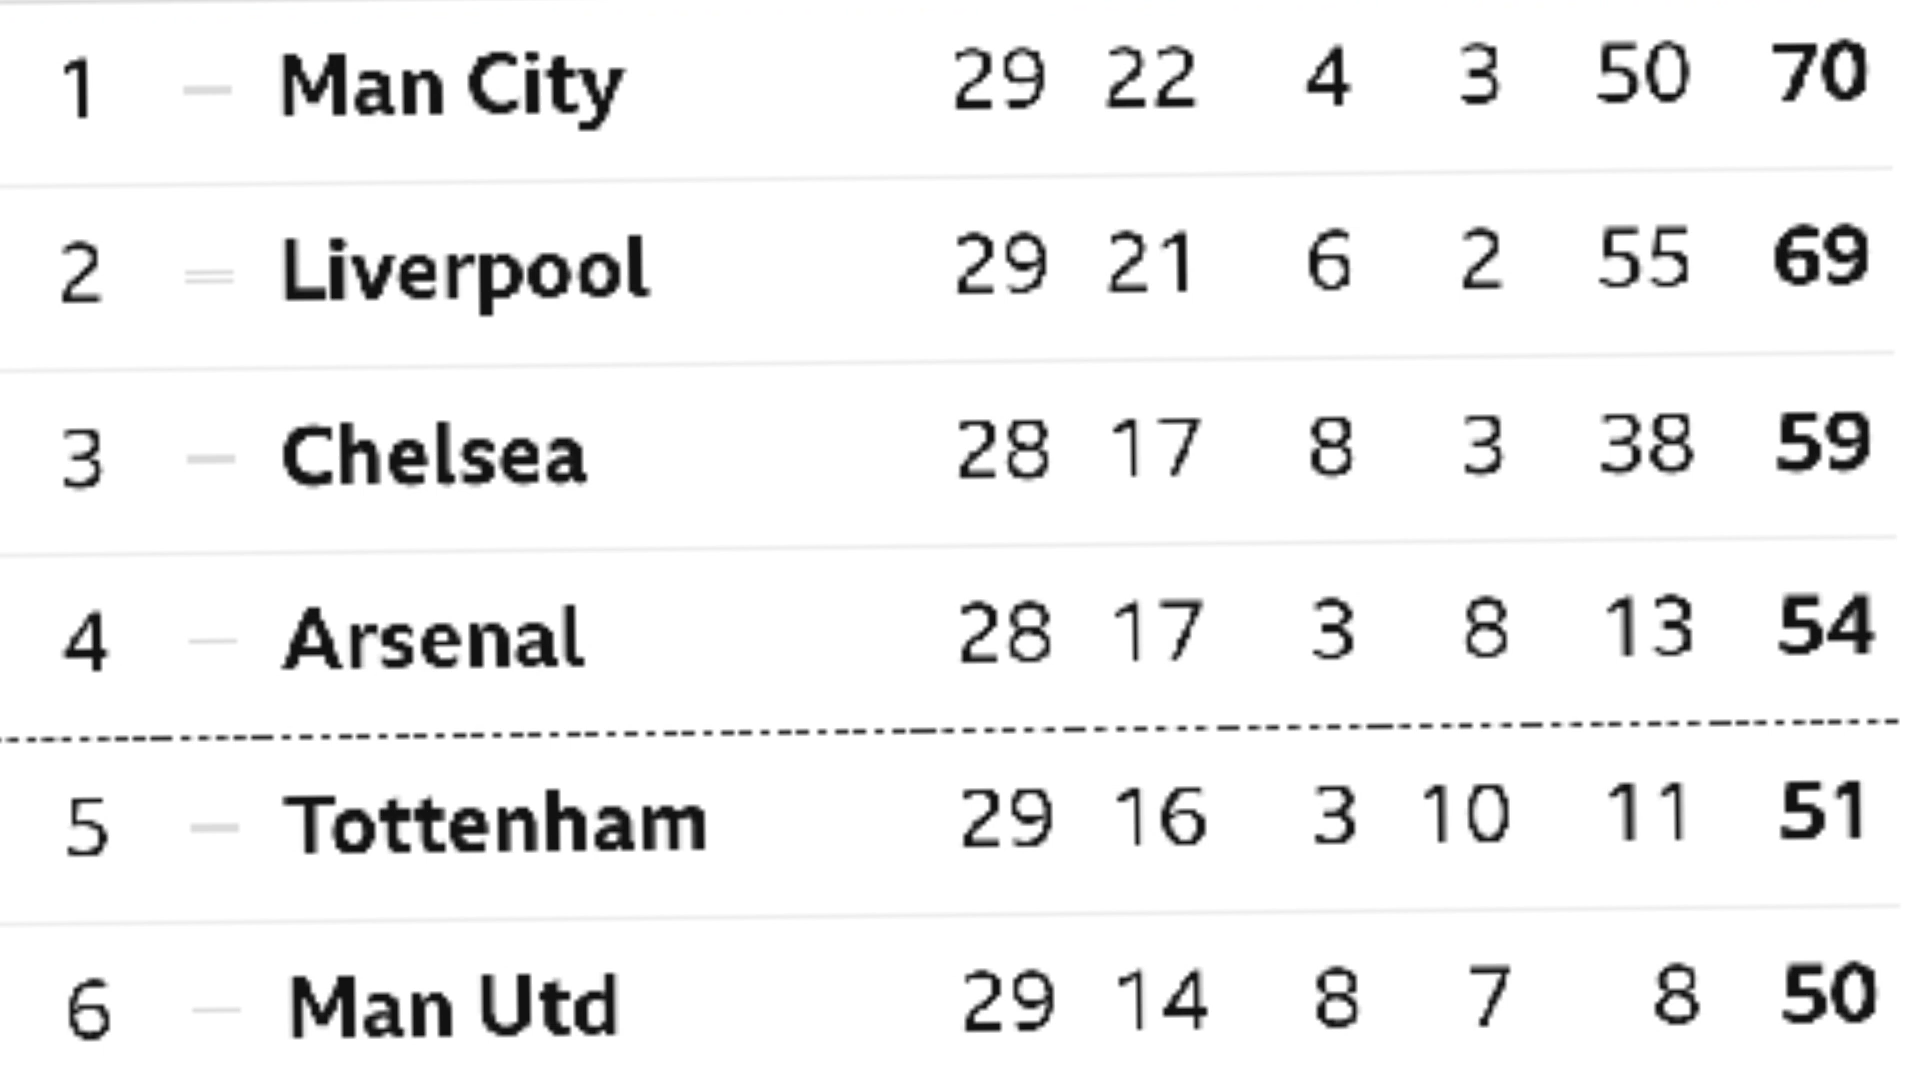 1 – Man City 29 22 4 3 50 70
2 – Liverpool 29 21 6 2 55 69
3 – Chelsea 28 17 8 3 38 59
4 – Arsenal 28 17 3 8 13 54
5 – Tottenham 29 16 3 10 11 51
6 – Man Utd 29 14 8 7 8 50